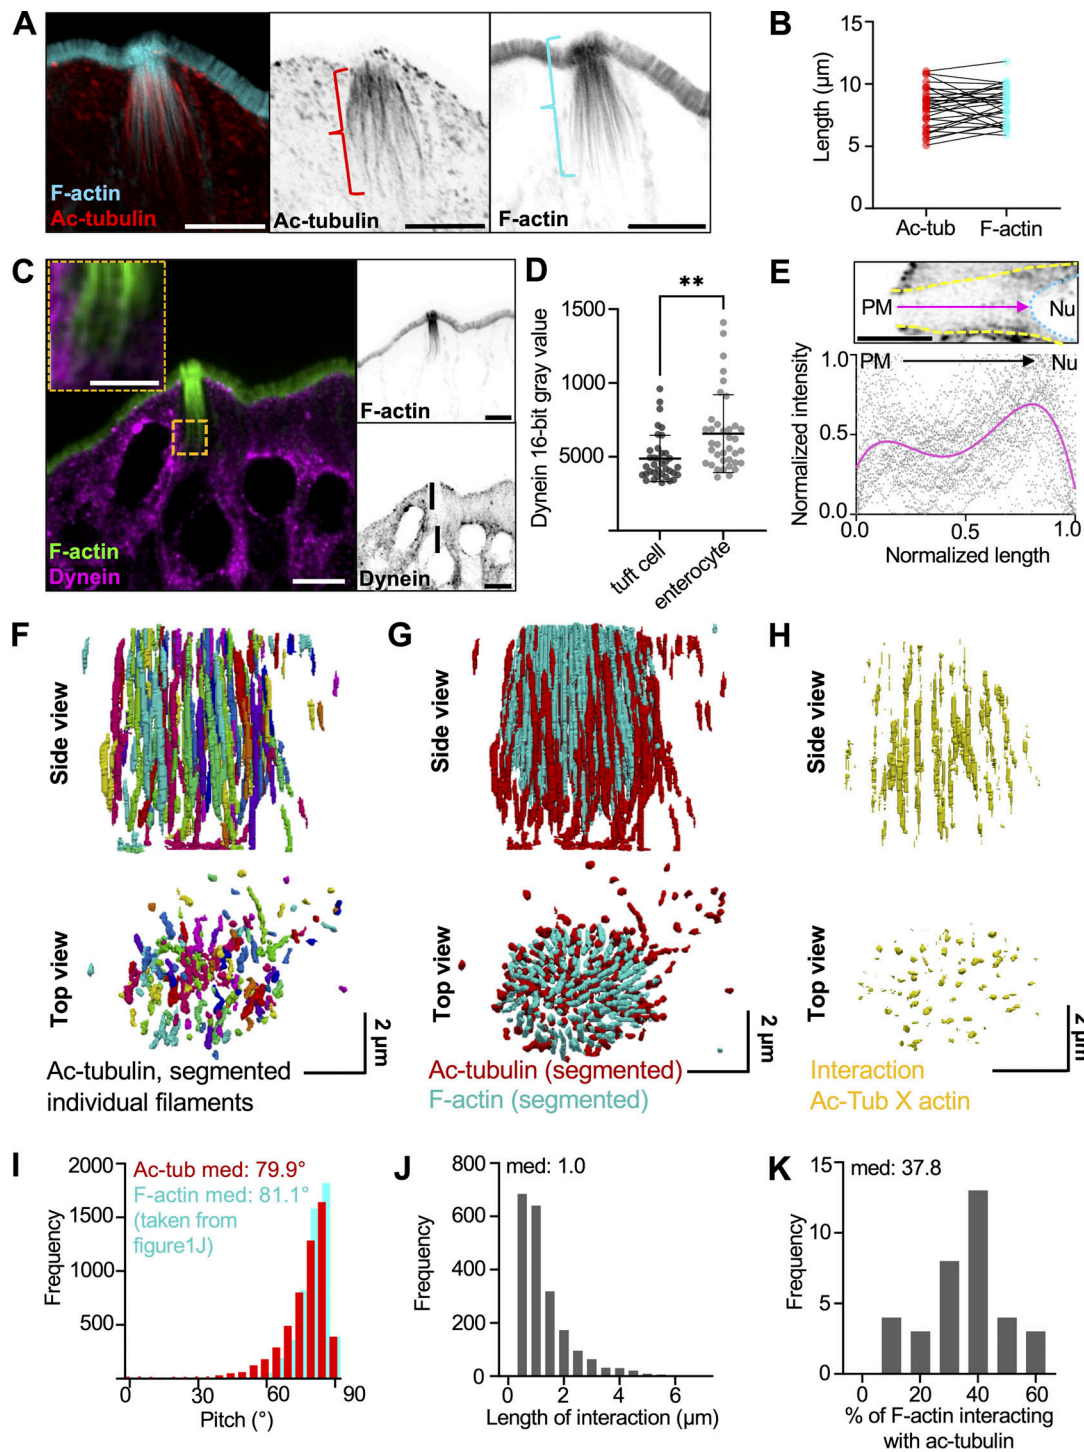 A
F-actin
Ac-tubulin
Ac-tubulin
F-actin
B
Length (µm)
15
10
5
0
Ac-tub
F-actin
C
F-actin
Dynein
F-actin
Dynein
D
**
Dynein 16-bit gray value
1500
1000
5000
tuft cell
enterocyte
E
PM
Nu
PM
Nu
Normalized intensity
1.0
0.5
0.0
0.0
0.5
1.0
Normalized length
F
Side view
Top view
2 µm
Ac-tubulin, segmented
individual filaments
G
Side view
Top view
2 µm
Ac-tubulin (segmented)
F-actin (segmented)
H
Side view
Top view
2 µm
Interaction
Ac-Tub X actin
I
Ac-tub med: 79.9°
F-actin med: 81.1°
(taken from
figure1J)
Frequency
2000
1500
1000
500
0
0
30
60
90
Pitch (°)
J
med: 1.0
Frequency
800
600
400
200
0
0
2
4
6
Length of interaction (µm)
K
med: 37.8
Frequency
15
10
5
0
0
20
40
60
% of F-actin interacting
with ac-tubulin